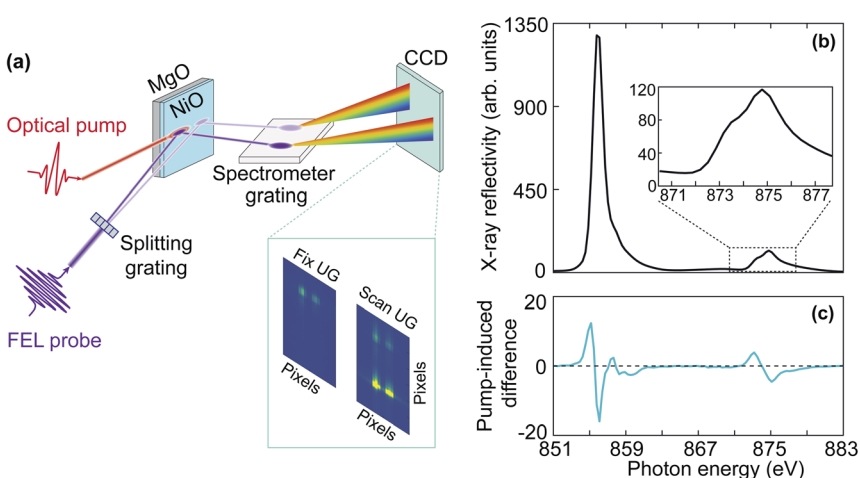 (a)
MgO
NiO
CCD
Optical pump
Spectrometer
grating
Splitting
grating
FEL probe
Fix UG
Scan UG
Pixels
Pixels
Pixels
(b)
X-ray reflectivity (arb. units)
1350
900
450
0
120
80
40
0
871 873 875 877
(c)
Pump-induced
difference
20
0
-20
851 859 867 875 883
Photon energy (eV)